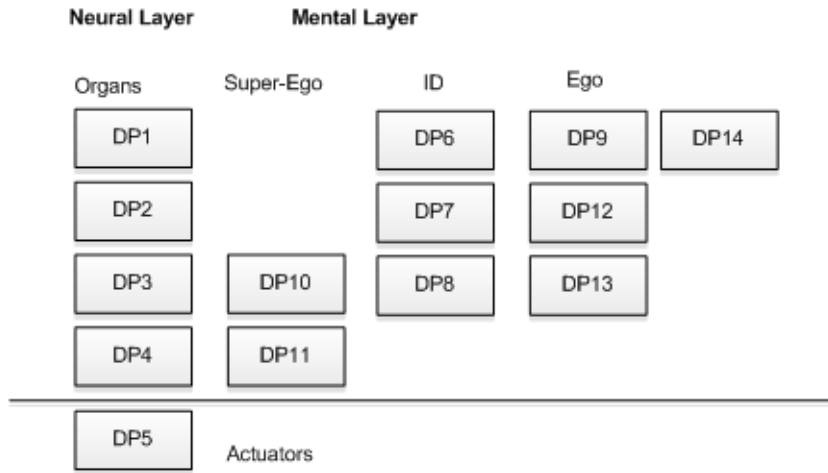 Neural Layer Mental Layer
Organs Super-Ego ID Ego
DP1 DP6 DP9 DP14
DP2 DP7 DP12
DP3 DP10 DP8 DP13
DP4 DP11
DP5 Actuators